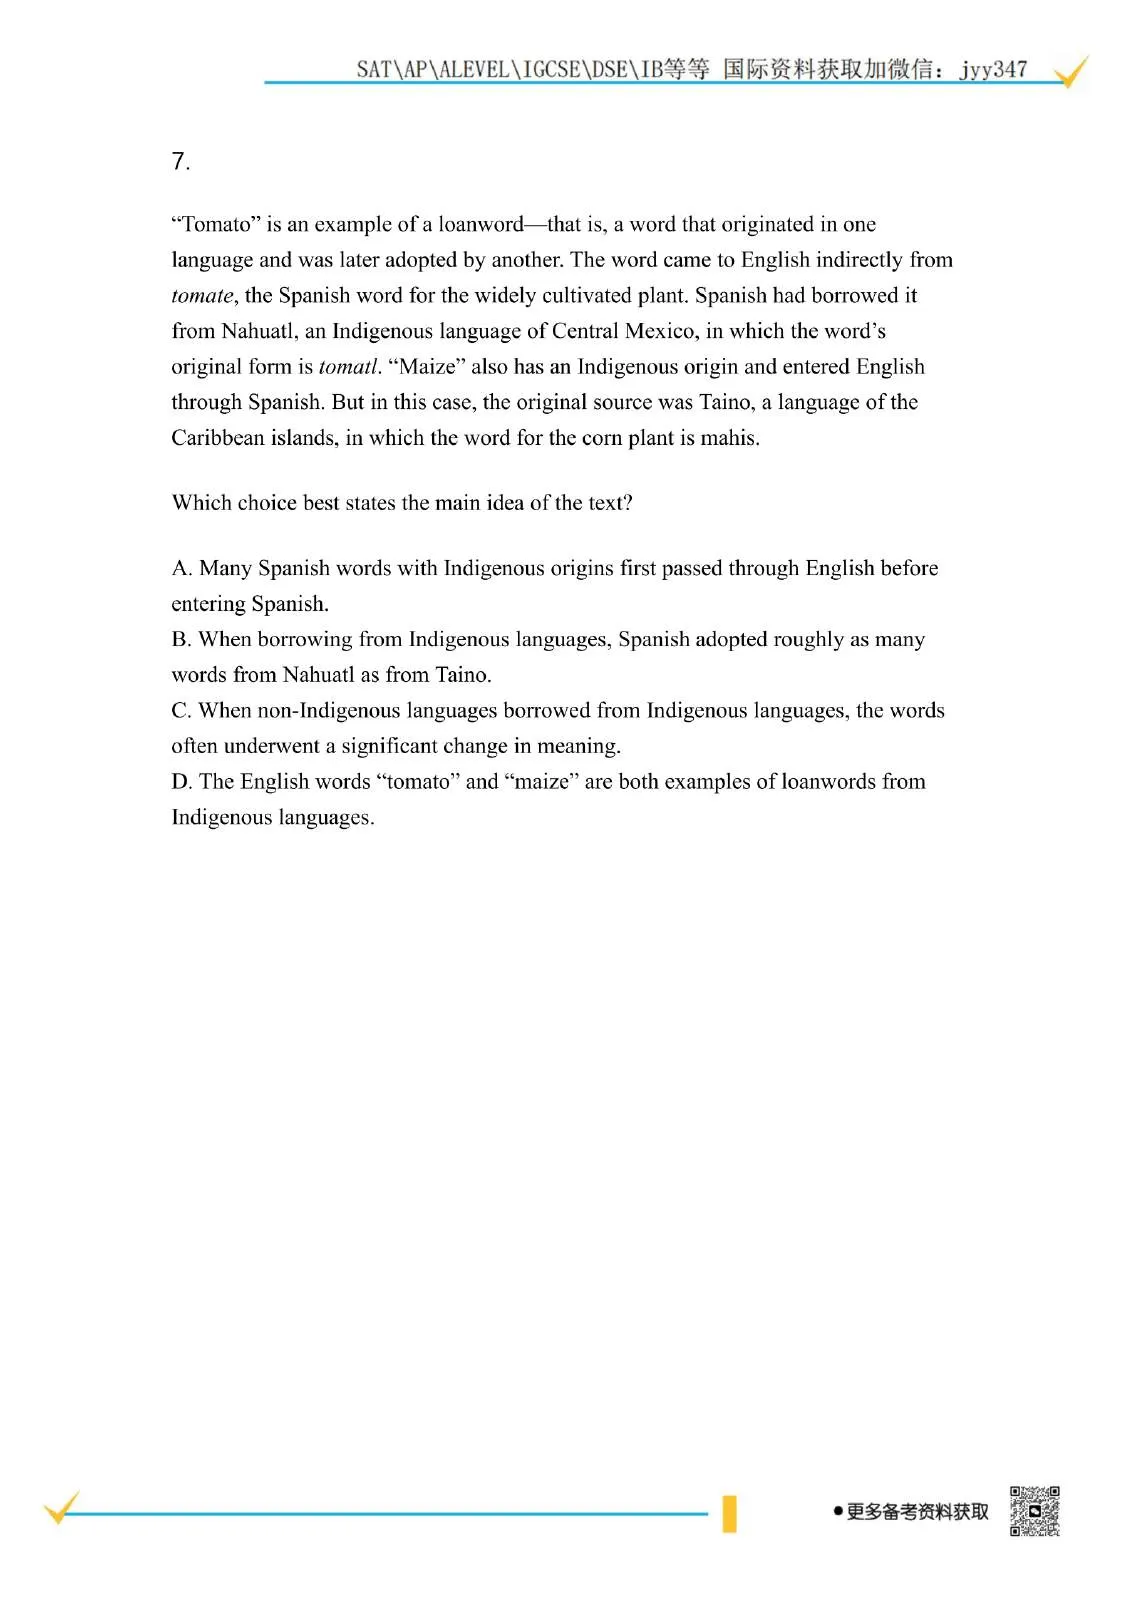 SAT\AP\ALEVEL\IGCSE\DSE\IB等等 国际资料获取加微信：jyy347
7.
“Tomato” is an example of a loanword—that is, a word that originated in one
language and was later adopted by another. The word came to English indirectly from
tomate, the Spanish word for the widely cultivated plant. Spanish had borrowed it
from Nahuatl, an Indigenous language of Central Mexico, in which the word’s
original form is tomatl. “Maize” also has an Indigenous origin and entered English
through Spanish. But in this case, the original source was Taino, a language of the
Caribbean islands, in which the word for the corn plant is mahis.
Which choice best states the main idea of the text?
A. Many Spanish words with Indigenous origins first passed through English before
entering Spanish.
B. When borrowing from Indigenous languages, Spanish adopted roughly as many
words from Nahuatl as from Taino.
C. When non-Indigenous languages borrowed from Indigenous languages, the words
often underwent a significant change in meaning.
D. The English words “tomato” and “maize” are both examples of loanwords from
Indigenous languages.
●更多备考资料获取